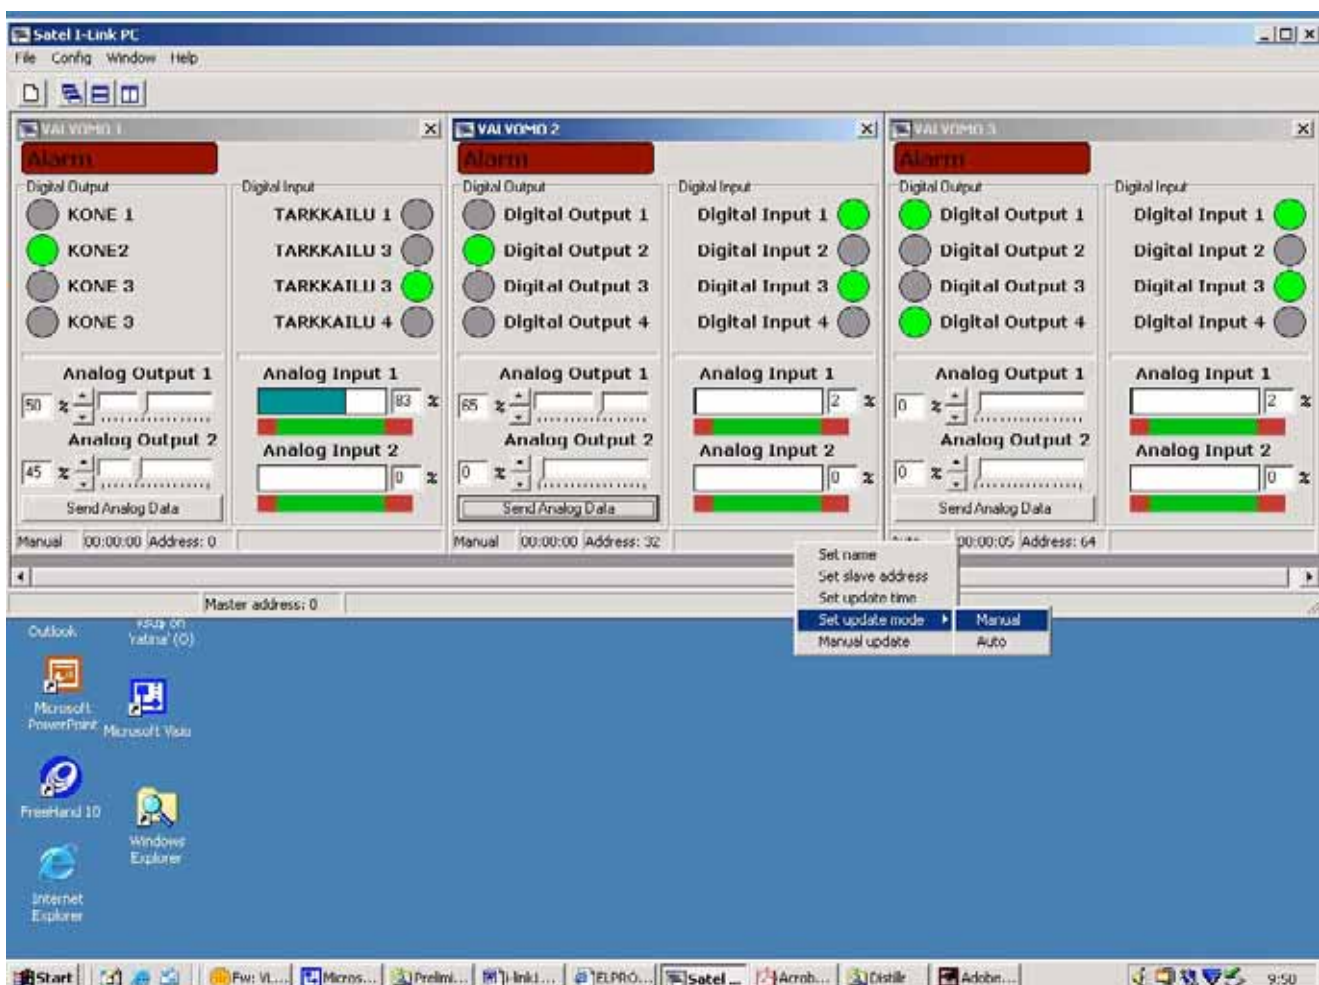 Satel I-Link PC
File Config Window Help
VALVOMO 1
Alarm
Digital Output
Digital Input
KONE 1
TARKKAILU 1
KONE2
TARKKAILU 3
KONE 3
TARKKAILU 3
KONE 3
TARKKAILU 4
Analog Output 1
Analog Input 1
50 %
83 %
Analog Output 2
Analog Input 2
45 %
0 %
Send Analog Data
Manual 00:00:00 Address: 0
VALVOMO 2
Alarm
Digital Output
Digital Input
Digital Output 1
Digital Input 1
Digital Output 2
Digital Input 2
Digital Output 3
Digital Input 3
Digital Output 4
Digital Input 4
Analog Output 1
Analog Input 1
65 %
2 %
Analog Output 2
Analog Input 2
0 %
0 %
Send Analog Data
Manual 00:00:00 Address: 32
VALVOMO 3
Alarm
Digital Output
Digital Input
Digital Output 1
Digital Input 1
Digital Output 2
Digital Input 2
Digital Output 3
Digital Input 3
Digital Output 4
Digital Input 4
Analog Output 1
Analog Input 1
0 %
2 %
Analog Output 2
Analog Input 2
0 %
0 %
Send Analog Data
00:00:05 Address: 64
Set name
Set slave address
Set update time
Set update mode
Manual update
Manual
Auto
Master address: 0
Outlook
'ratina' (O)
Microsoft
PowerPoint
Microsoft Visio
FreeHand 10
Windows
Explorer
Internet
Explorer
Start
Fw: VL...
Micros...
Prelimi...
I-link1...
ELPRO...
Satel ...
Acrob...
Distille
Adobe...
9:50